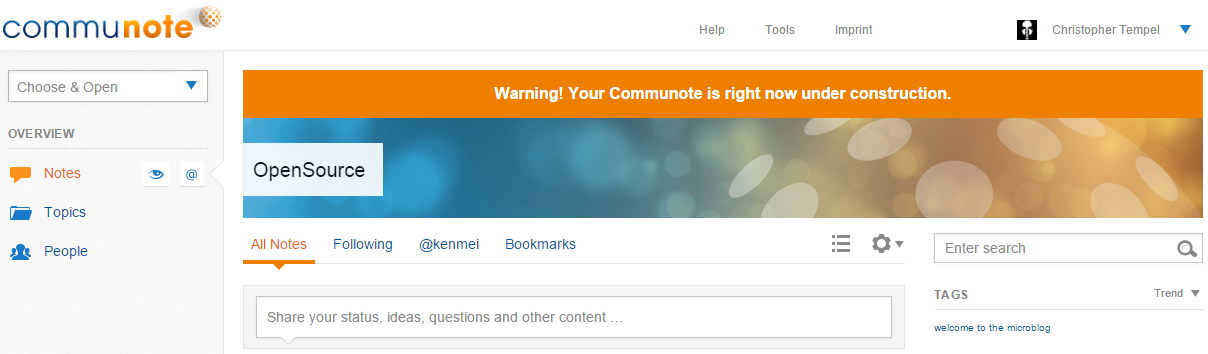 communote
Help
Tools
Imprint
Christopher Tempel
Choose & Open
OVERVIEW
Notes
@
Topics
People
Warning! Your Communote is right now under construction.
OpenSource
All Notes
Following
@kenmei
Bookmarks
Share your status, ideas, questions and other content ...
Enter search
TAGS
Trend
welcome to the microblog